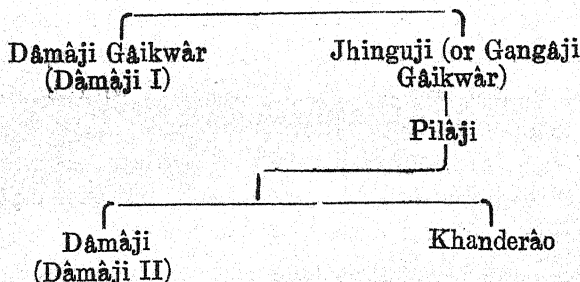 Dâmâji Gâikwâr
(Dâmâji I)
Jhinguji (or Gangâji
Gâikwâr)
Pilâji
Dâmâji
(Dâmâji II)
Khanderâo